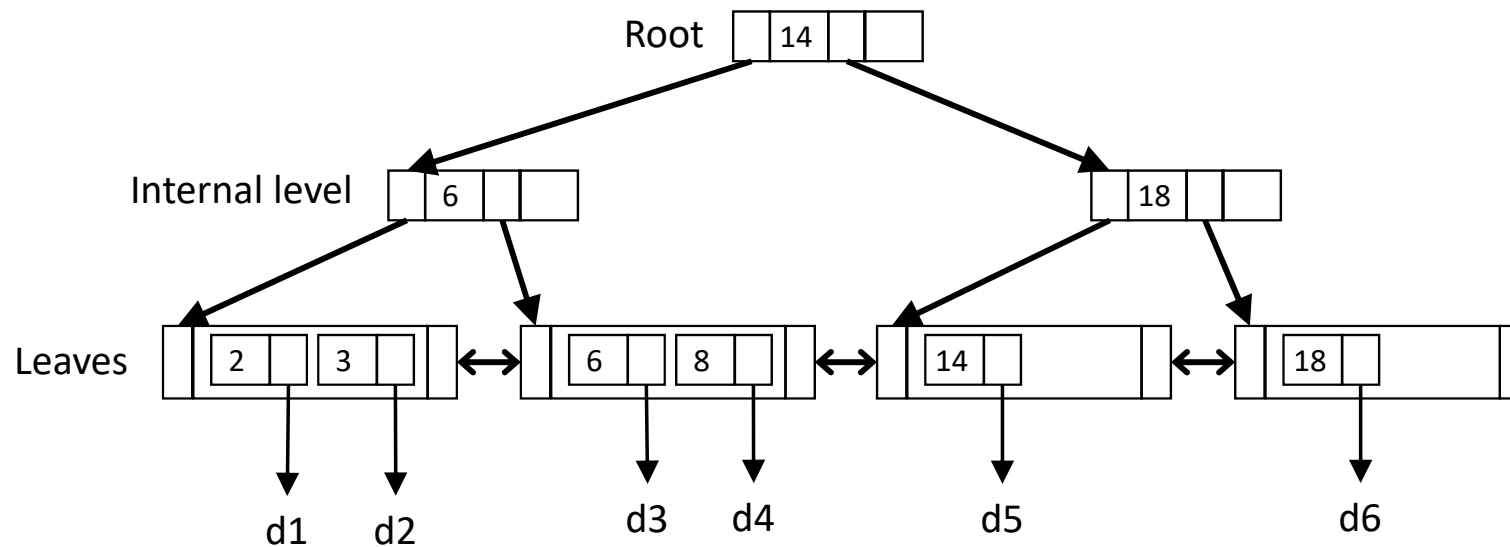 Root 14
Internal level 6 18
Leaves 2 3 6 8 14 18
d1 d2 d3 d4 d5 d6